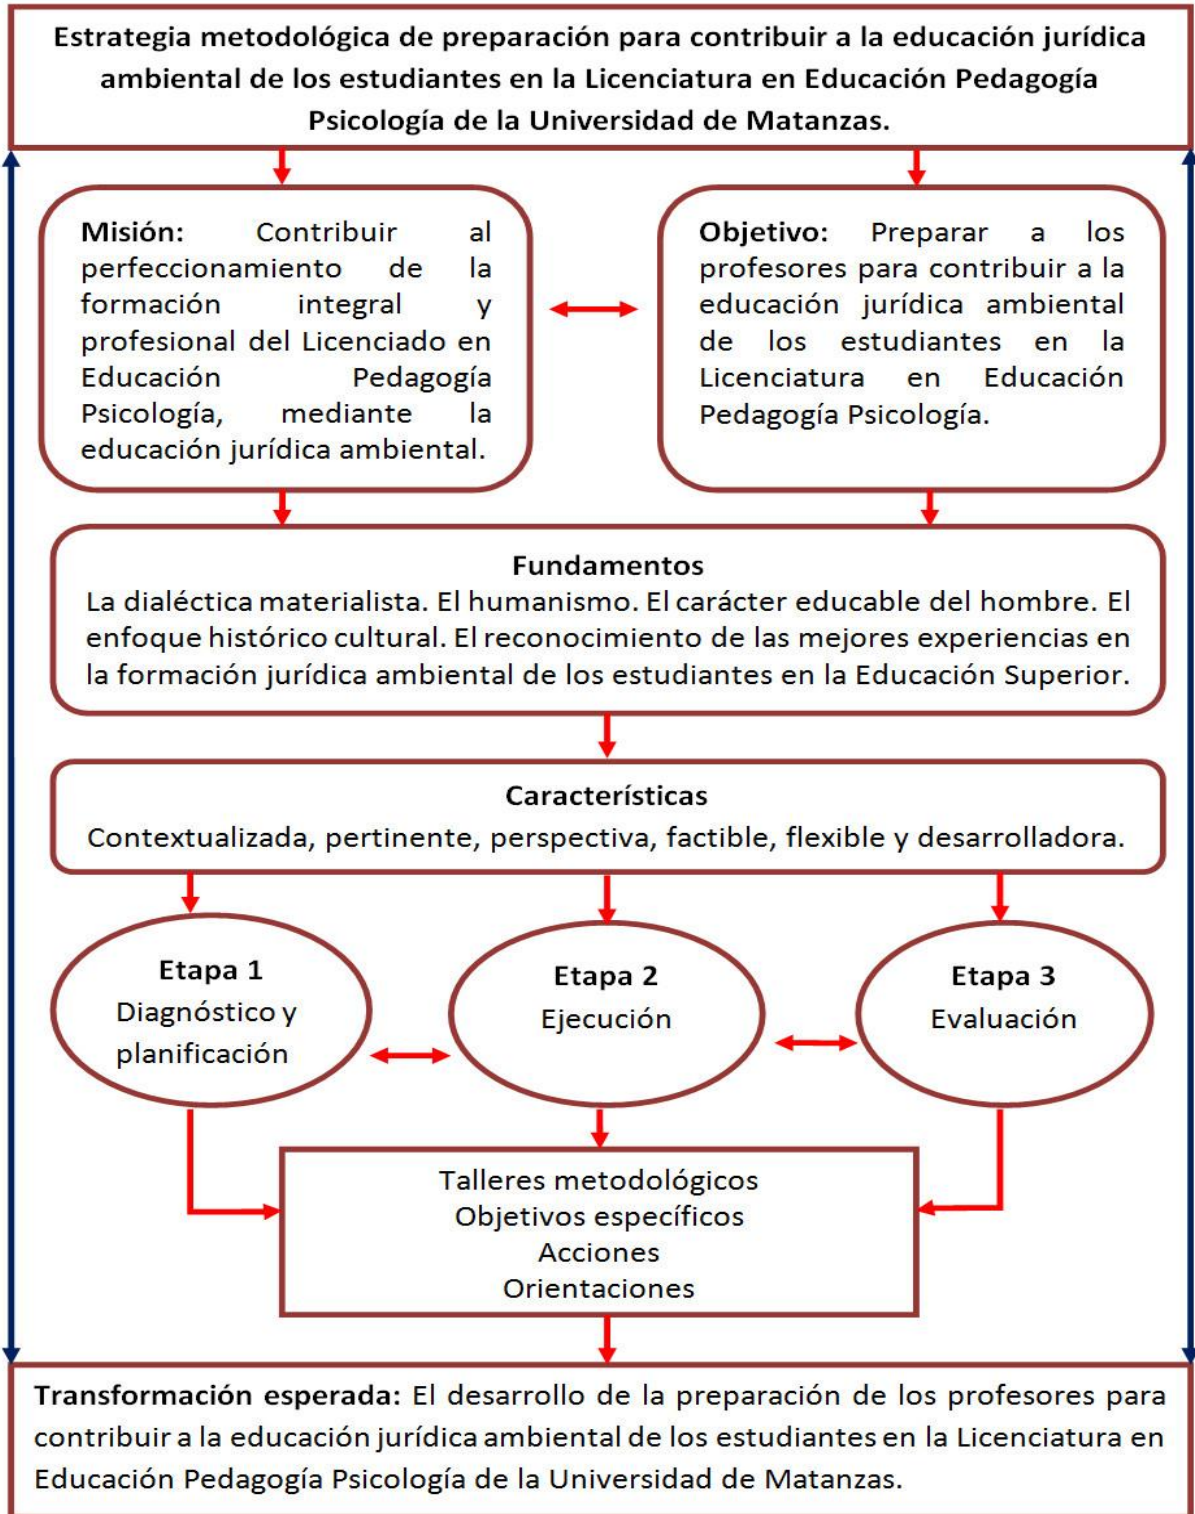 Estrategia metodológica de preparación para contribuir a la educación jurídica
ambiental de los estudiantes en la Licenciatura en Educación Pedagogía
Psicología de la Universidad de Matanzas.
Misión: Contribuir al
perfeccionamiento de la
formación integral y
profesional del Licenciado en
Educación Pedagogía
Psicología, mediante la
educación jurídica ambiental.
Objetivo: Preparar a los
profesores para contribuir a la
educación jurídica ambiental
de los estudiantes en la
Licenciatura en Educación
Pedagogía Psicología.
Fundamentos
La dialéctica materialista. El humanismo. El carácter educable del hombre. El
enfoque histórico cultural. El reconocimiento de las mejores experiencias en
la formación jurídica ambiental de los estudiantes en la Educación Superior.
Características
Contextualizada, pertinente, perspectiva, factible, flexible y desarrolladora.
Etapa 1
Diagnóstico y
planificación
Etapa 2
Ejecución
Etapa 3
Evaluación
Talleres metodológicos
Objetivos específicos
Acciones
Orientaciones
Transformación esperada: El desarrollo de la preparación de los profesores para
contribuir a la educación jurídica ambiental de los estudiantes en la Licenciatura en
Educación Pedagogía Psicología de la Universidad de Matanzas.